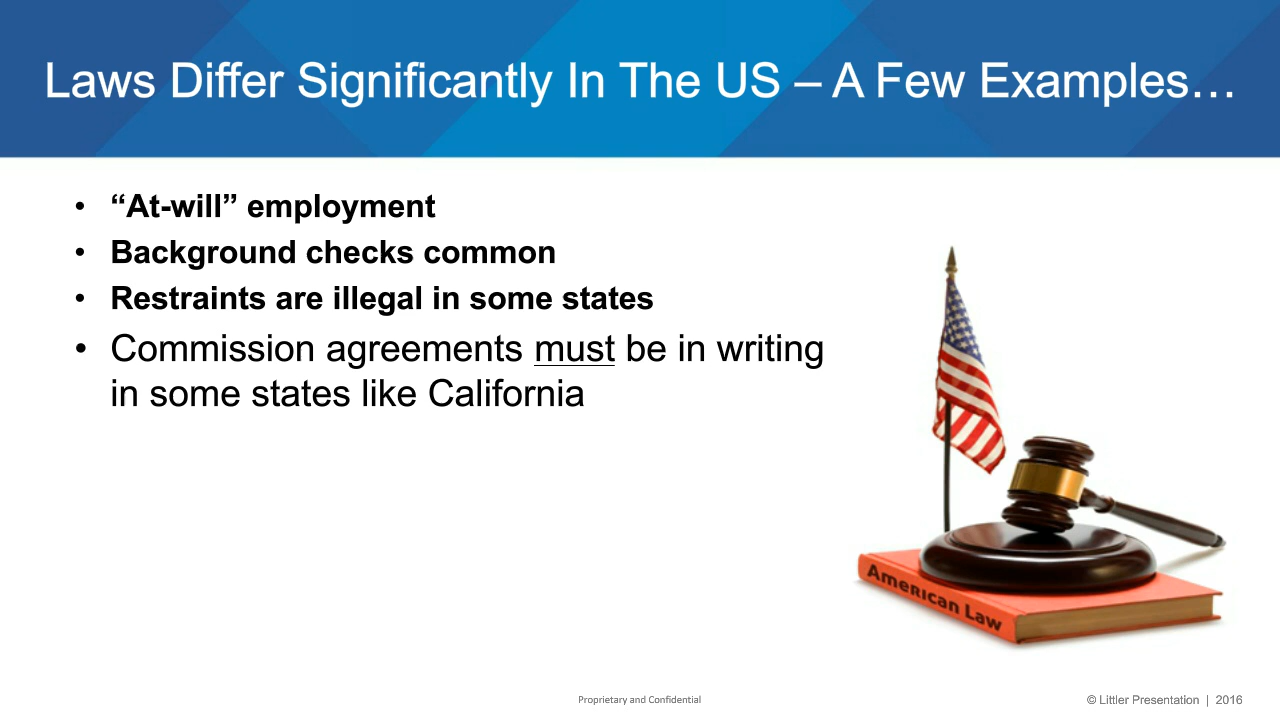 Laws Differ Significantly In The US – A Few Examples…
• “At-will” employment
• Background checks common
• Restraints are illegal in some states
• Commission agreements must be in writing
in some states like California
American Law
Proprietary and Confidential
© Littler Presentation | 2016